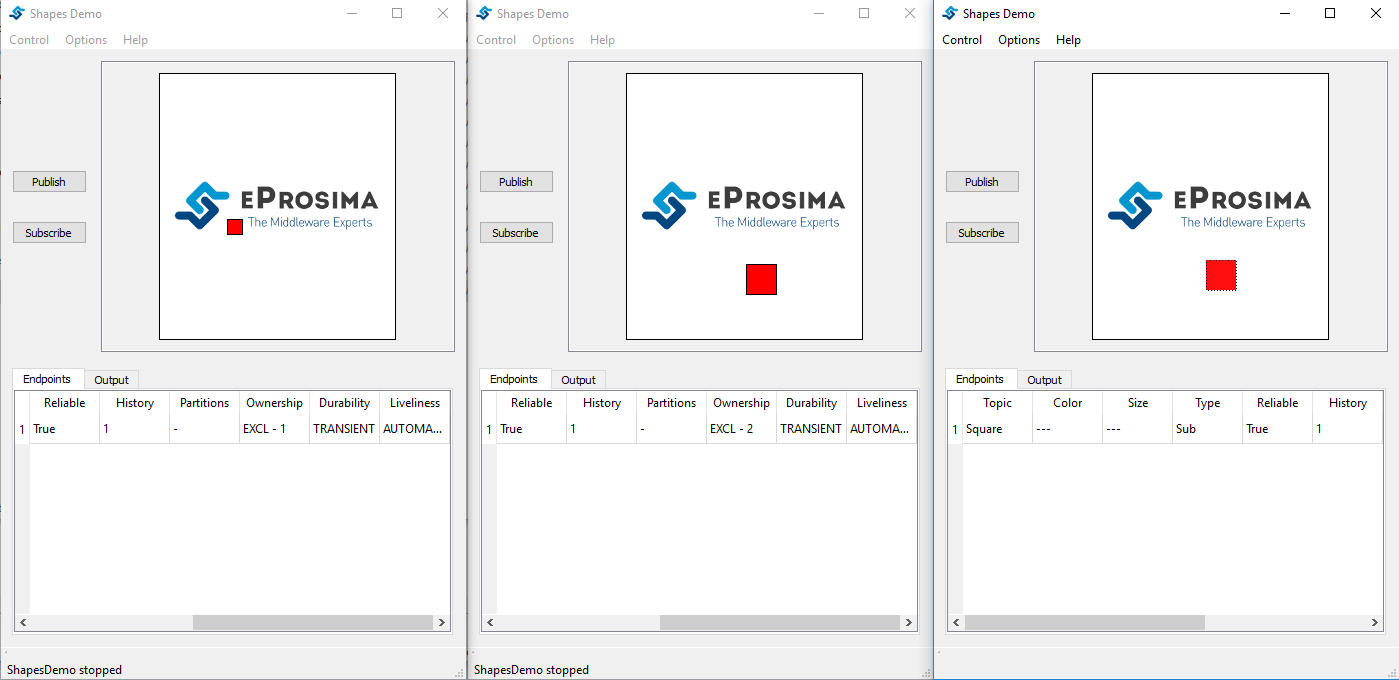 Shapes Demo
Control Options Help
Publish
Subscribe
EPROSIMA
The Middleware Experts
Endpoints Output
Reliable History Partitions Ownership Durability Liveliness
1 True 1 - EXCL - 1 TRANSIENT AUTOMA...
ShapesDemo stopped
Shapes Demo
Control Options Help
Publish
Subscribe
EPROSIMA
The Middleware Experts
Endpoints Output
Reliable History Partitions Ownership Durability Liveliness
1 True 1 - EXCL - 2 TRANSIENT AUTOMA...
ShapesDemo stopped
Shapes Demo
Control Options Help
Publish
Subscribe
EPROSIMA
The Middleware Experts
Endpoints Output
Topic Color Size Type Reliable History
1 Square --- --- Sub True 1